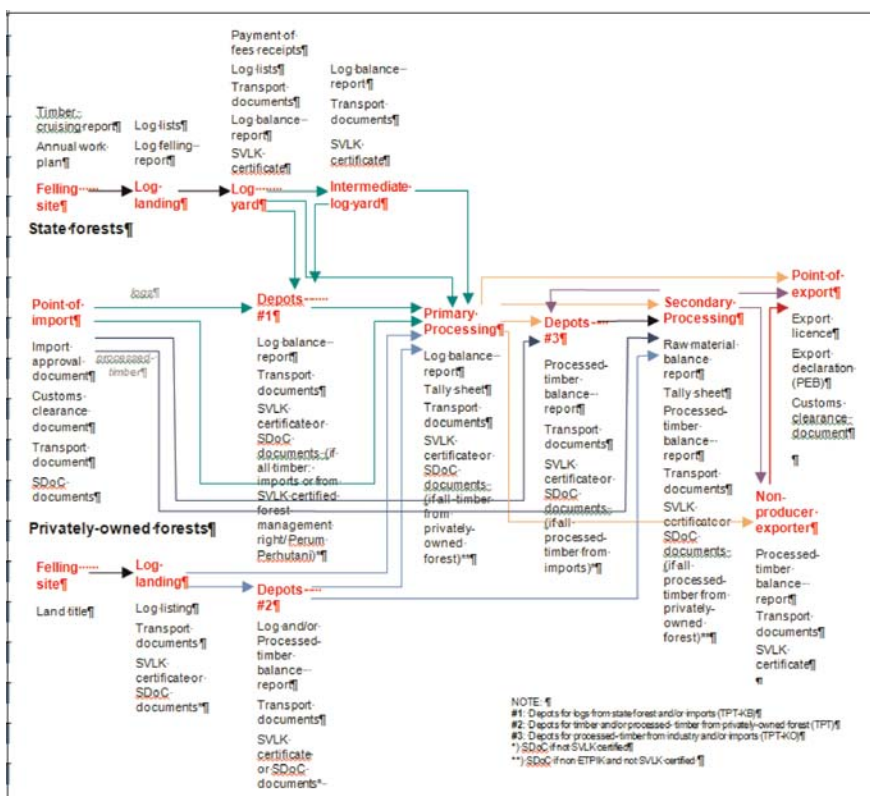 Payment of
fees receipts¶
Log lists¶
Transport
documents¶
Log balance
report¶
SVLK
certificate¶
Log balance
report¶
Transport
documents¶
SVLK
certificate¶
Timber
cruising report¶
Annual work
plan¶
Log lists¶
Log felling
report¶
Felling
site¶
Log
landing¶
Log
yard¶
Intermediate
log yard¶
State forests¶
Point of
import¶
logs¶
processed
timber¶
Import
approval
document¶
Customs
clearance
document¶
Transport
document¶
SDoC
documents¶
Depots
#1¶
Log balance
report¶
Transport
documents¶
SVLK
certificate or
SDoC
documents (if
all timber:
imports or from
SVLK-certified
forest
management
right/Perum
Perhutani)*¶
Primary
Processing¶
Log balance
report¶
Tally sheet¶
Transport
documents¶
SVLK
certificate or
SDoC
documents
(if all timber
from
privately-
owned
forest)**¶
Depots
#3¶
Processed
timber
balance
report¶
Transport
documents¶
SVLK
certificate or
SDoC
documents
(if all
processed
timber from
imports)*¶
Secondary
Processing¶
Raw material
balance
report¶
Tally sheet¶
Processed
timber
balance
report¶
Transport
documents¶
SVLK
certificate or
SDoC
documents
(if all
processed
timber from
privately-
owned
forest)**¶
Point of
export¶
Export
licence¶
Export
declaration
(PEB)¶
Customs
clearance
document¶
¶
Non-
producer
exporter¶
Processed
timber
balance
report¶
Transport
documents¶
SVLK
certificate¶
¶
Privately-owned forests¶
Felling
site¶
Land title¶
Log
landing¶
Log listing¶
Transport
documents¶
SVLK
certificate or
SDoC
documents*¶
Depots
#2¶
Log and/or
Processed
timber
balance
report¶
Transport
documents¶
SVLK
certificate
or SDoC
documents*
NOTE: ¶
#1: Depots for logs from state forest and/or imports (TPT-KB)¶
#2: Depots for timber and/or processed timber from privately-owned forest (TPT)¶
#3: Depots for processed timber from industry and/or imports (TPT-KO)¶
*) SDoC if not SVLK certified¶
**) SDoC if non ETPIK and not SVLK certified ¶